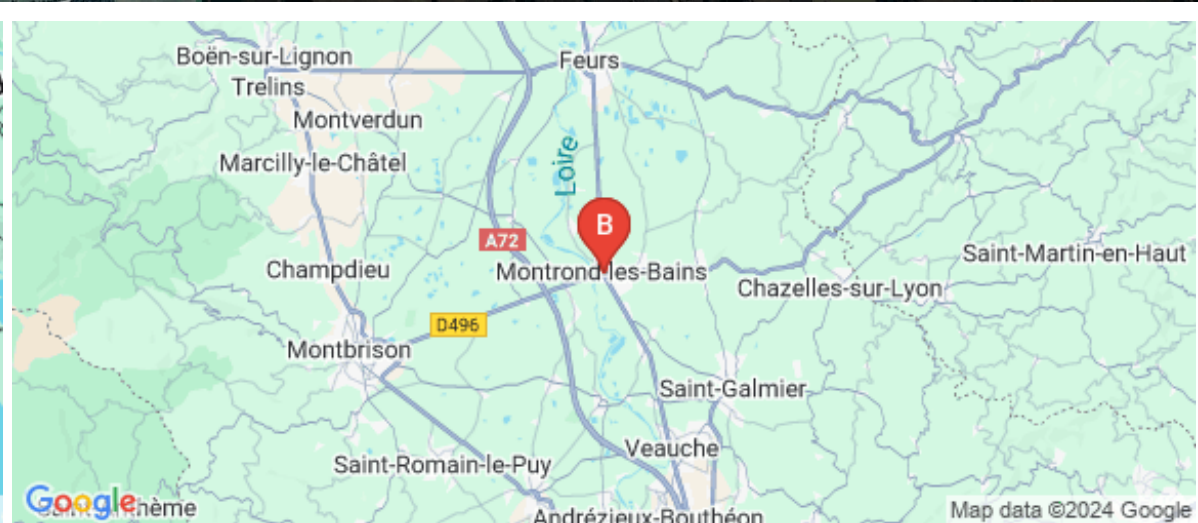 Boën-sur-Lignon
Feurs
Trelins
Montverdun
Marcilly-le-Châtel
Loire
B
A72
Champdieu
Montrond-les-Bains
Saint-Martin-en-Haut
Chazelles-sur-Lyon
D496
Montbrison
Saint-Galmier
Veauche
Saint-Romain-le-Puy
Google
Andrézieux-Bouthéon
Map data ©2024 Google